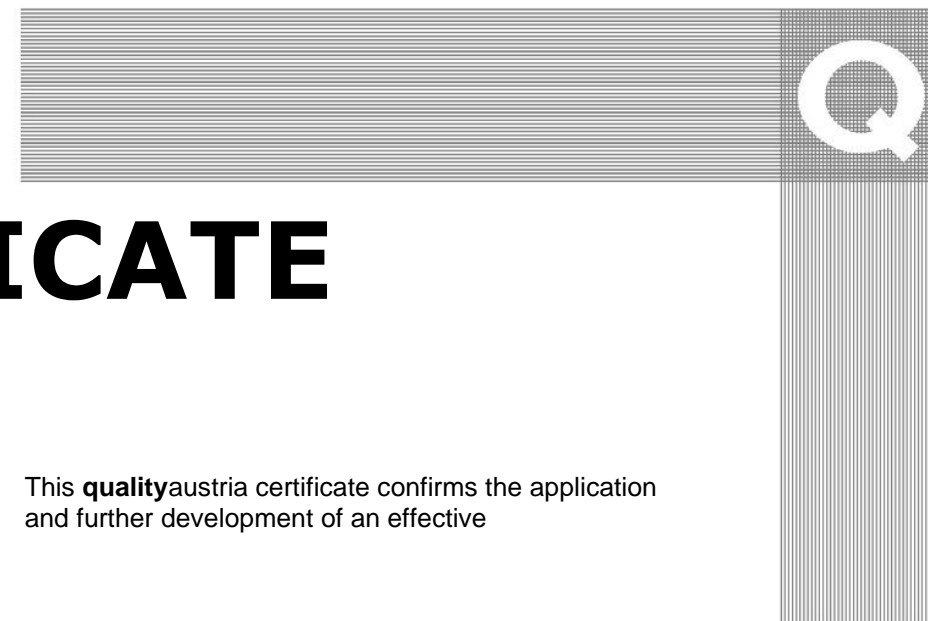 Q
ICATE
This qualityaustria certificate confirms the application
and further development of an effective